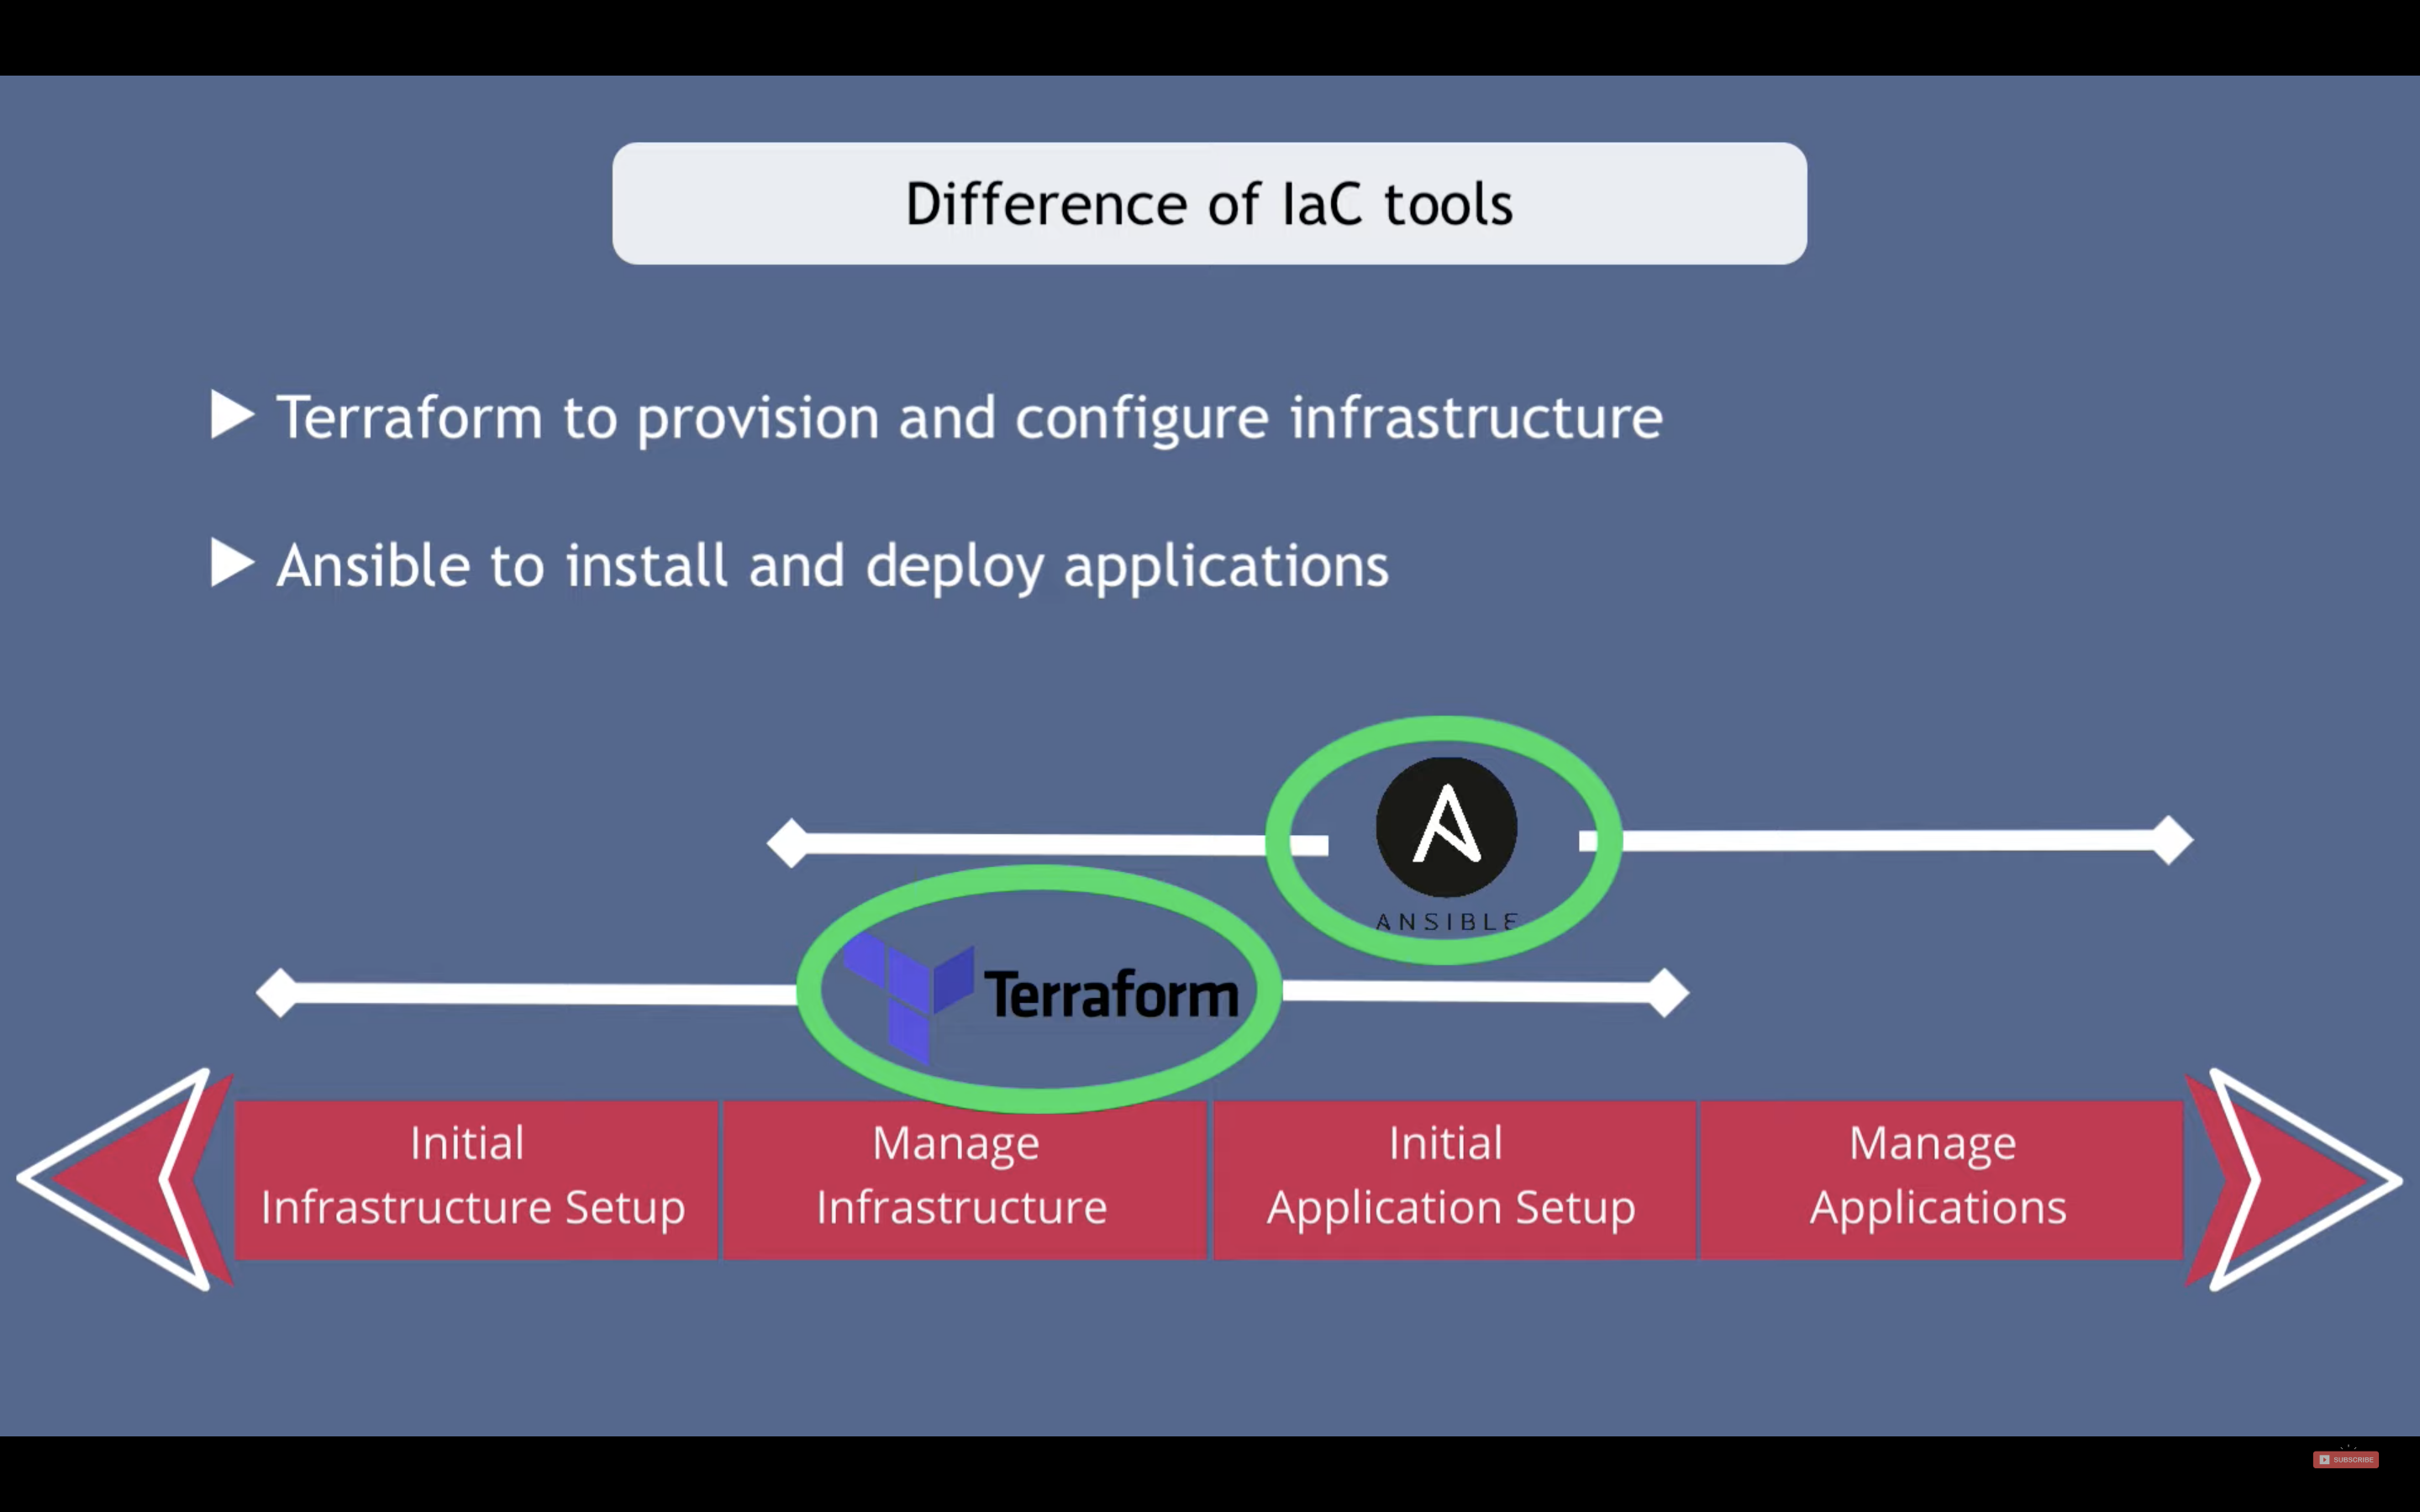 Difference of IaC tools
Terraform to provision and configure infrastructure
Ansible to install and deploy applications
ANSIBLE
Terraform
Initial
Infrastructure Setup
Manage
Infrastructure
Initial
Application Setup
Manage
Applications
SUBSCRIBE